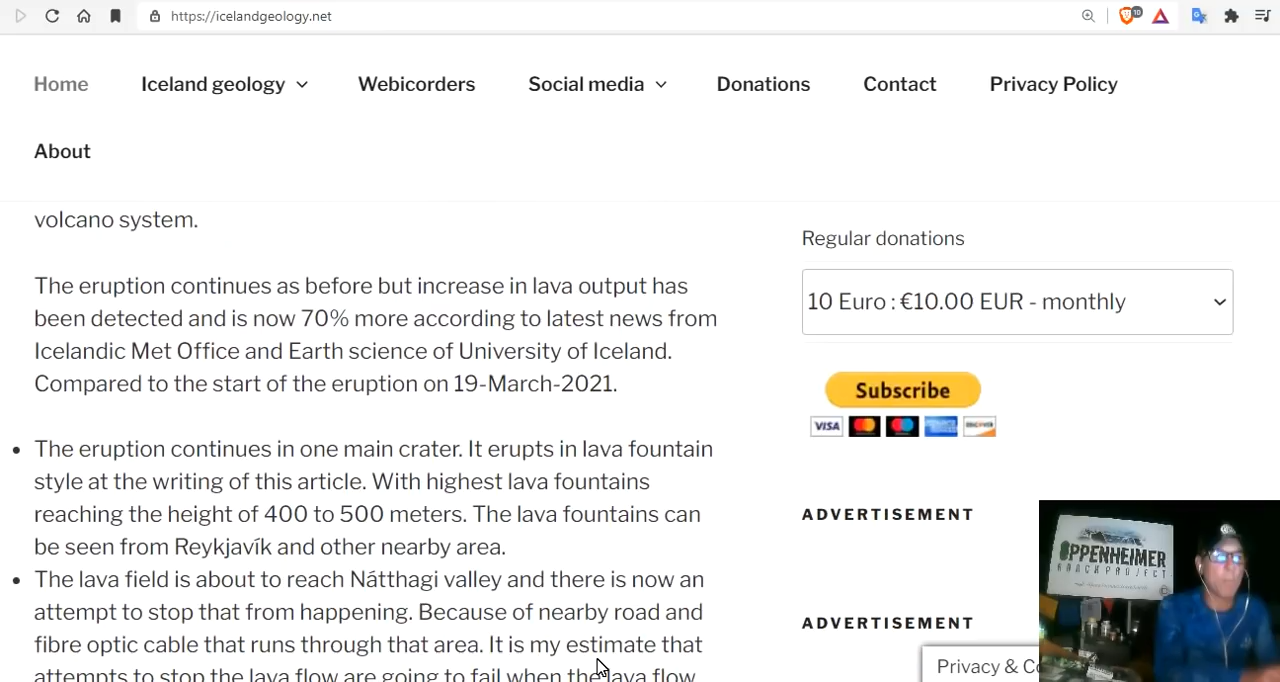 https://icelandgeology.net
10
Home
Iceland geology
Webicorders
Social media
Donations
Contact
Privacy Policy
About
volcano system.
The eruption continues as before but increase in lava output has
been detected and is now 70% more according to latest news from
Icelandic Met Office and Earth science of University of Iceland.
Compared to the start of the eruption on 19-March-2021.
The eruption continues in one main crater. It erupts in lava fountain
style at the writing of this article. With highest lava fountains
reaching the height of 400 to 500 meters. The lava fountains can
be seen from Reykjavík and other nearby area.
The lava field is about to reach Nátthagi valley and there is now an
attempt to stop that from happening. Because of nearby road and
fibre optic cable that runs through that area. It is my estimate that
attempts to stop the lava flow are going to fail when the lava flow
Regular donations
10 Euro : €10.00 EUR - monthly
Subscribe
VISA
DISCOVER
ADVERTISEMENT
ADVERTISEMENT
Privacy & Co
OPPENHEIMER
RANCH PROJECT